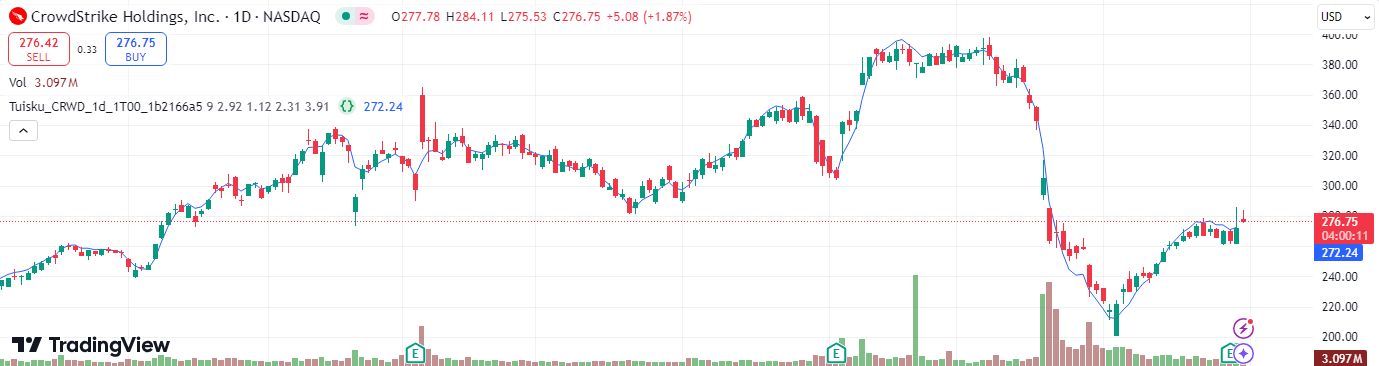 CrowdStrike Holdings, Inc. · 1D · NASDAQ
O277.78 H284.11 L275.53 C276.75 +5.08 (+1.87%)
USD
276.42
SELL
0.33
276.75
BUY
Vol 3.097M
Tuisku_CRWD_1d_1T00_1b2166a5 9 2.92 1.12 2.31 3.91 {} 272.24
400.00
380.00
360.00
340.00
320.00
300.00
276.75
04:00:11
272.24
240.00
220.00
200.00
3.097M
E
E
E
TradingView